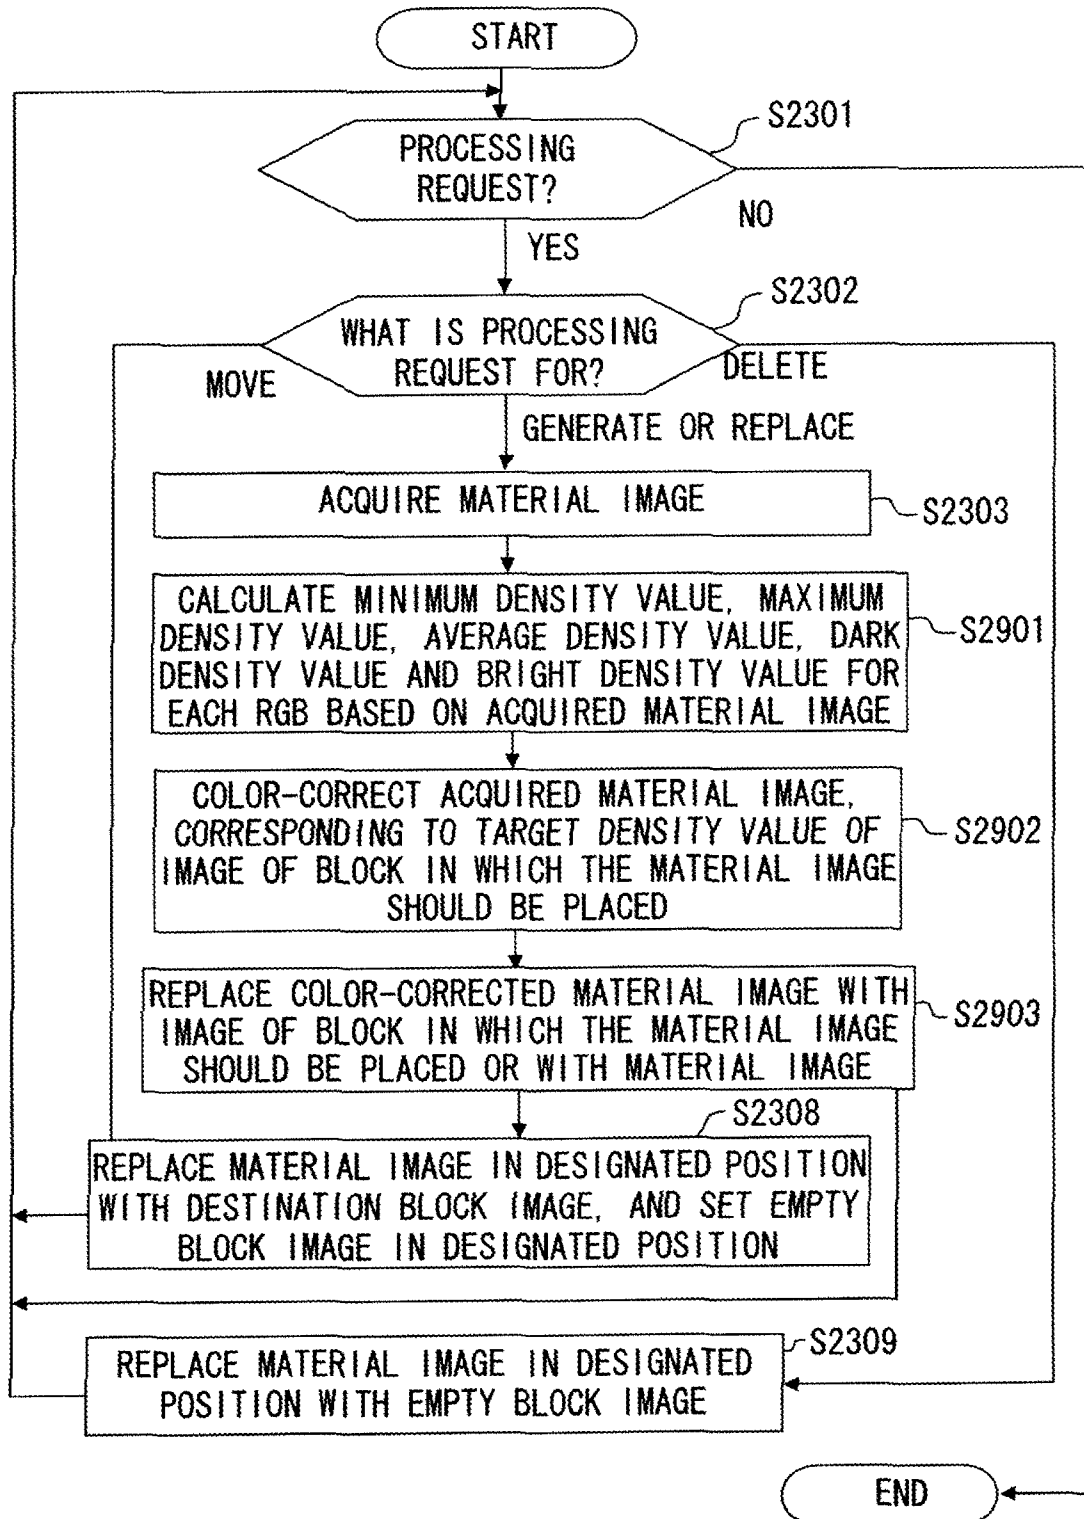 START
S2301
PROCESSING
REQUEST?
NO
YES
S2302
WHAT IS PROCESSING
REQUEST FOR?
MOVE
DELETE
GENERATE OR REPLACE
ACQUIRE MATERIAL IMAGE
S2303
CALCULATE MINIMUM DENSITY VALUE, MAXIMUM
DENSITY VALUE, AVERAGE DENSITY VALUE, DARK
DENSITY VALUE AND BRIGHT DENSITY VALUE FOR
EACH RGB BASED ON ACQUIRED MATERIAL IMAGE
S2901
COLOR-CORRECT ACQUIRED MATERIAL IMAGE,
CORRESPONDING TO TARGET DENSITY VALUE OF
IMAGE OF BLOCK IN WHICH THE MATERIAL IMAGE
SHOULD BE PLACED
S2902
REPLACE COLOR-CORRECTED MATERIAL IMAGE WITH
IMAGE OF BLOCK IN WHICH THE MATERIAL IMAGE
SHOULD BE PLACED OR WITH MATERIAL IMAGE
S2903
S2308
REPLACE MATERIAL IMAGE IN DESIGNATED POSITION
WITH DESTINATION BLOCK IMAGE, AND SET EMPTY
BLOCK IMAGE IN DESIGNATED POSITION
S2309
REPLACE MATERIAL IMAGE IN DESIGNATED
POSITION WITH EMPTY BLOCK IMAGE
END